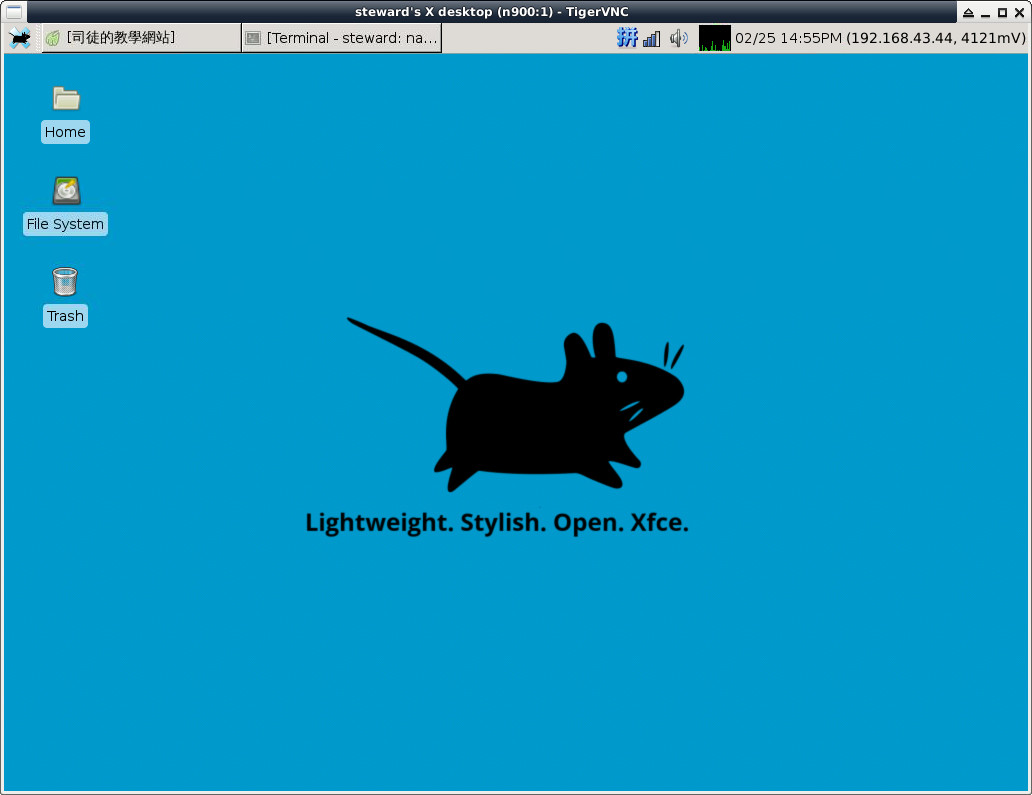 steward's X desktop (n900:1) - TigerVNC
[司徒的教學網站]
[Terminal - steward: na...
拼
02/25 14:55PM (192.168.43.44, 4121mV)
Home
File System
Trash
Lightweight. Stylish. Open. Xfce.